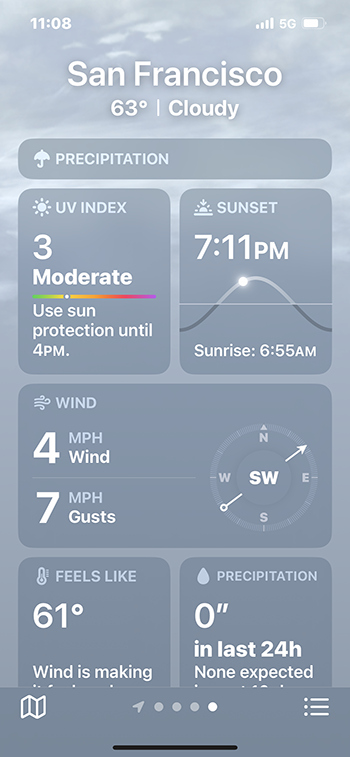 11:08
5G
San Francisco
63° | Cloudy
PRECIPITATION
UV INDEX
3
Moderate
Use sun
protection until
4PM.
SUNSET
7:11PM
Sunrise: 6:55AM
WIND
4 MPH
Wind
7 MPH
Gusts
N
W
SW
E
S
FEELS LIKE
61°
Wind is making
PRECIPITATION
0”
in last 24h
None expected